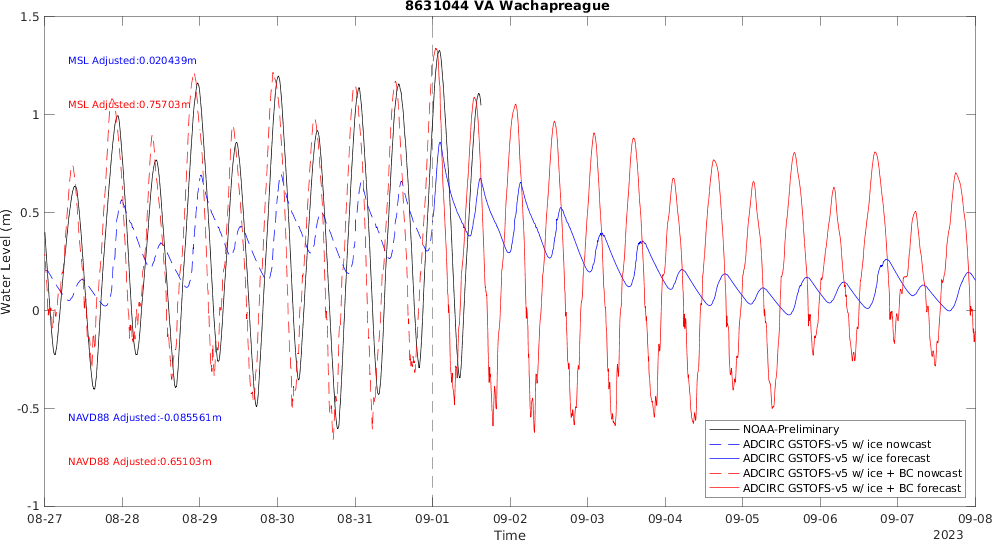 8631044 VA Wachapreague
1.5
1
0.5
0
-0.5
-1
Water Level (m)
MSL Adjusted:0.020439m
MSL Adjusted:0.75703m
NAVD88 Adjusted:-0.085561m
NAVD88 Adjusted:0.65103m
NOAA-Preliminary
ADCIRC GSTOFS-v5 w/ ice nowcast
ADCIRC GSTOFS-v5 w/ ice forecast
ADCIRC GSTOFS-v5 w/ ice + BC nowcast
ADCIRC GSTOFS-v5 w/ ice + BC forecast
08-27 08-28 08-29 08-30 08-31 09-01 09-02 09-03 09-04 09-05 09-06 09-07 09-08
Time
2023